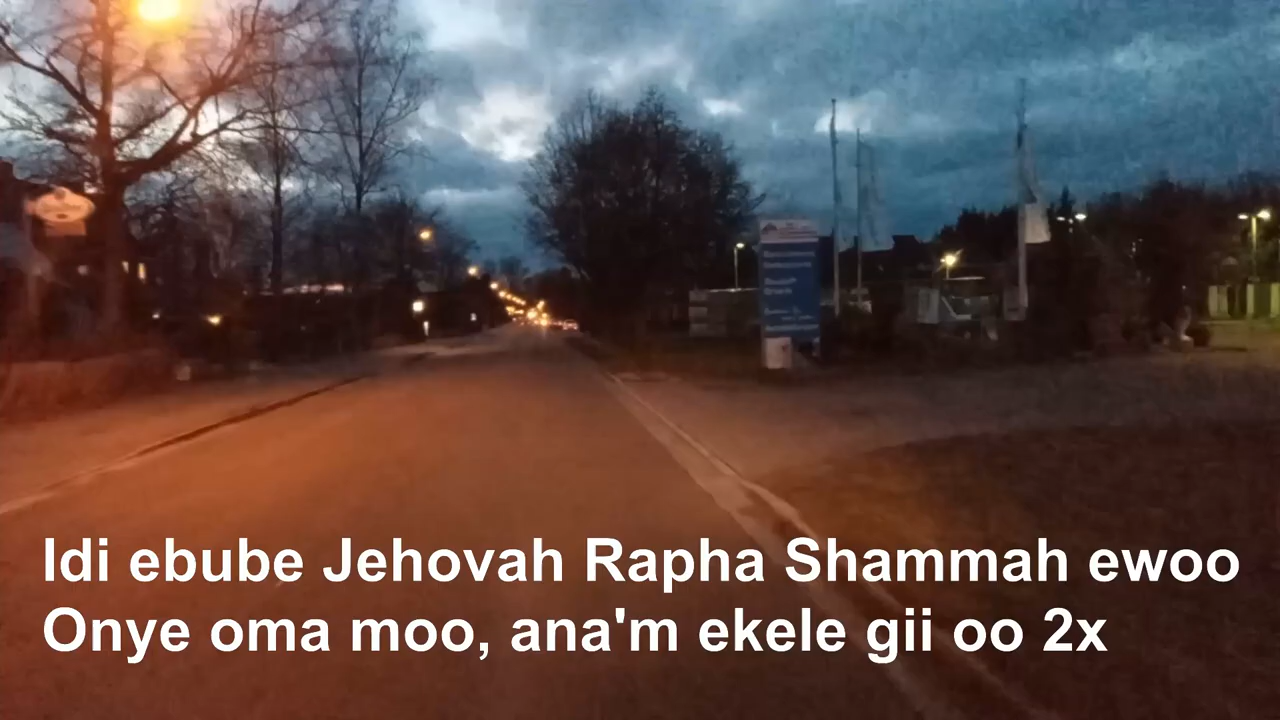 Idi ebube Jehovah Rapha Shammah ewoo
Onye oma moo, ana'm ekele gii oo 2x